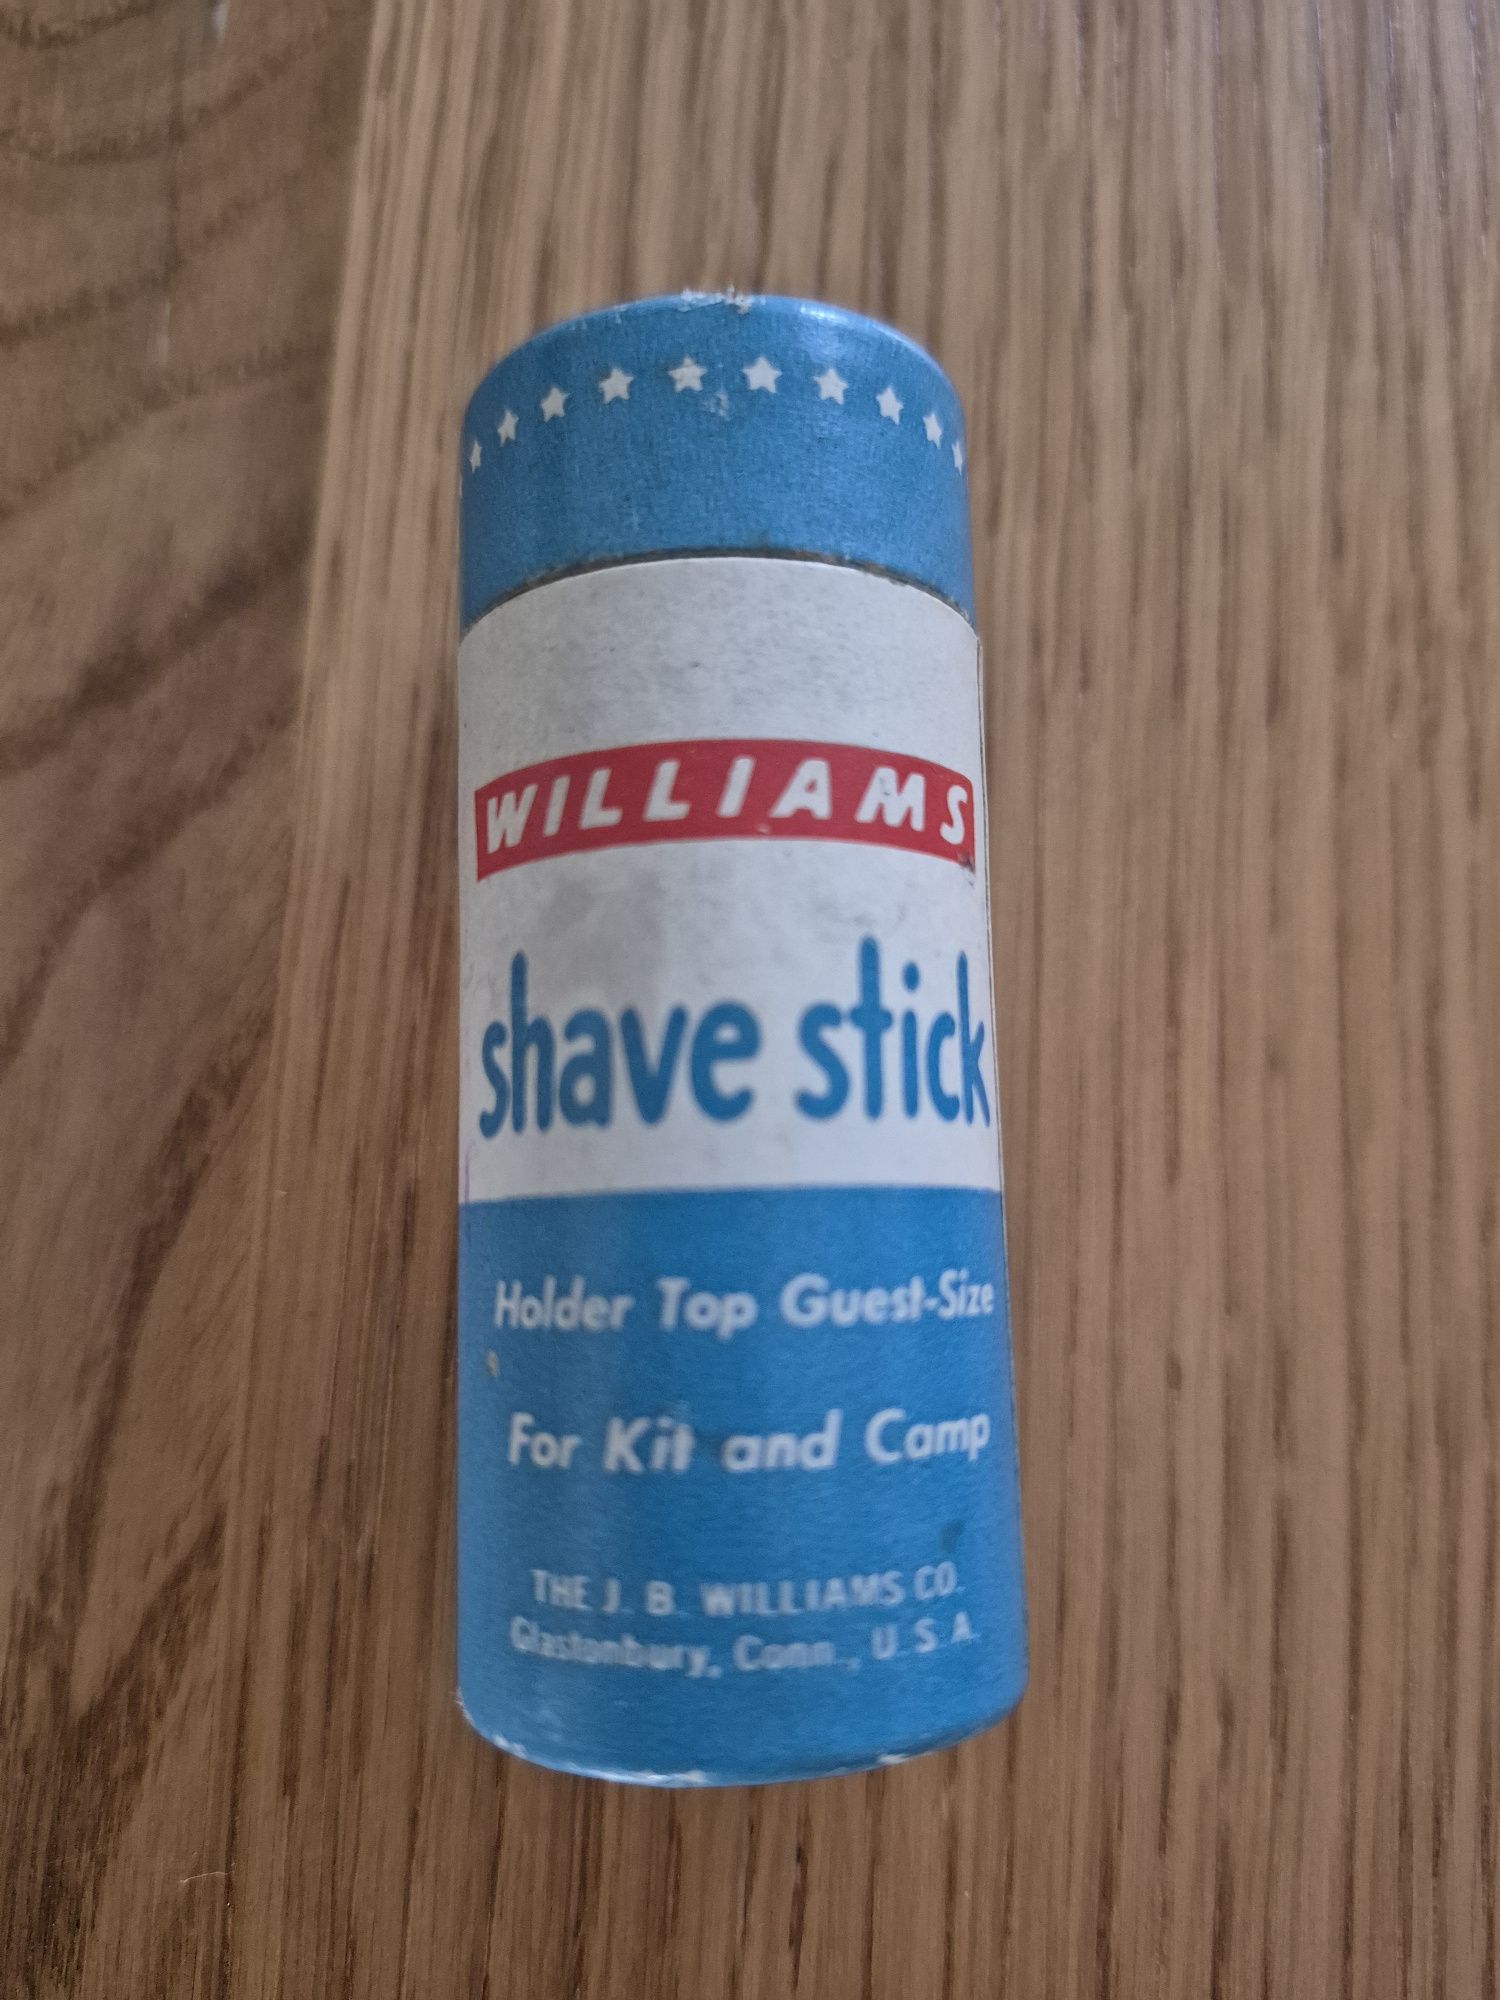 WILLIAMS
shave stick
Holder Top Guest-Size
For Kit and Camp
THE J. B. WILLIAMS CO.
Glastonbury, Conn., U. S. A.